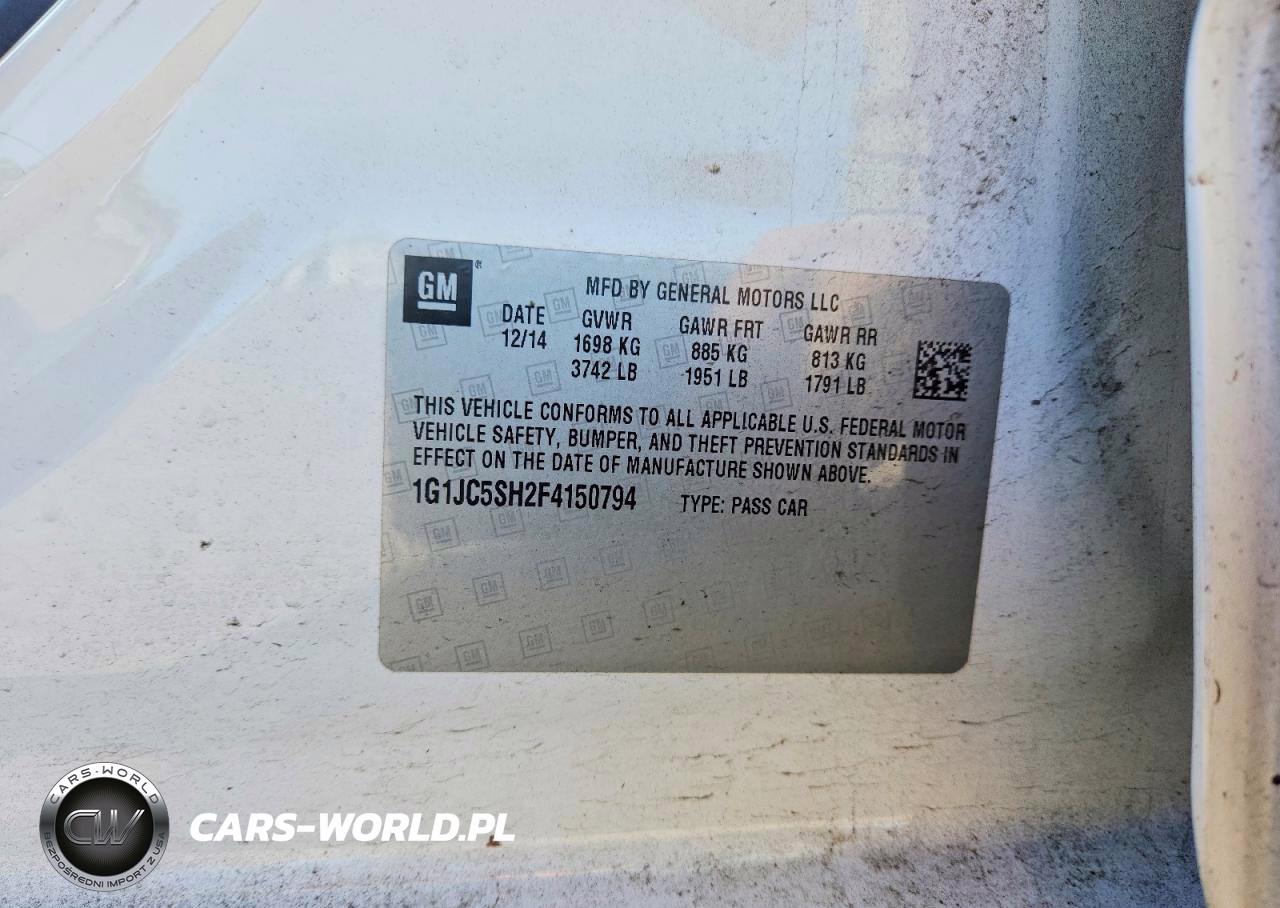 GM ®
MFD BY GENERAL MOTORS LLC
DATE GVWR GAWR FRT GAWR RR
12/14 1698 KG 885 KG 813 KG
3742 LB 1951 LB 1791 LB
THIS VEHICLE CONFORMS TO ALL APPLICABLE U.S. FEDERAL MOTOR
VEHICLE SAFETY, BUMPER, AND THEFT PREVENTION STANDARDS IN
EFFECT ON THE DATE OF MANUFACTURE SHOWN ABOVE.
1G1JC5SH2F4150794 TYPE: PASS CAR
CARS-WORLD
CW
BEZPOŚREDNI IMPORT Z USA
CARS-WORLD.PL